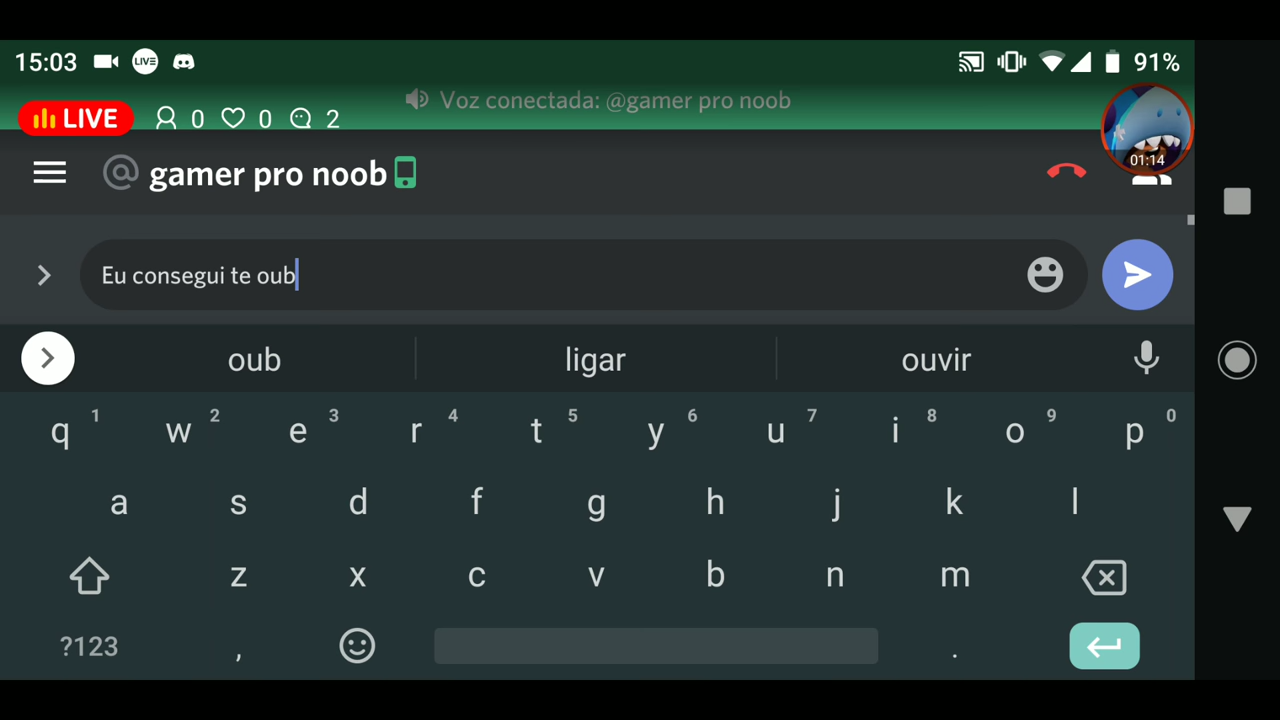 15:03 LIVE 91%
Voz conectada: @gamer pro noob
LIVE 0 0 2
01:14
@ gamer pro noob
Eu consegui te oub
oub ligar ouvir
q 1 w 2 e 3 r 4 t 5 y 6 u 7 i 8 o 9 p 0
a s d f g h j k l
z x c v b n m
?123 , .